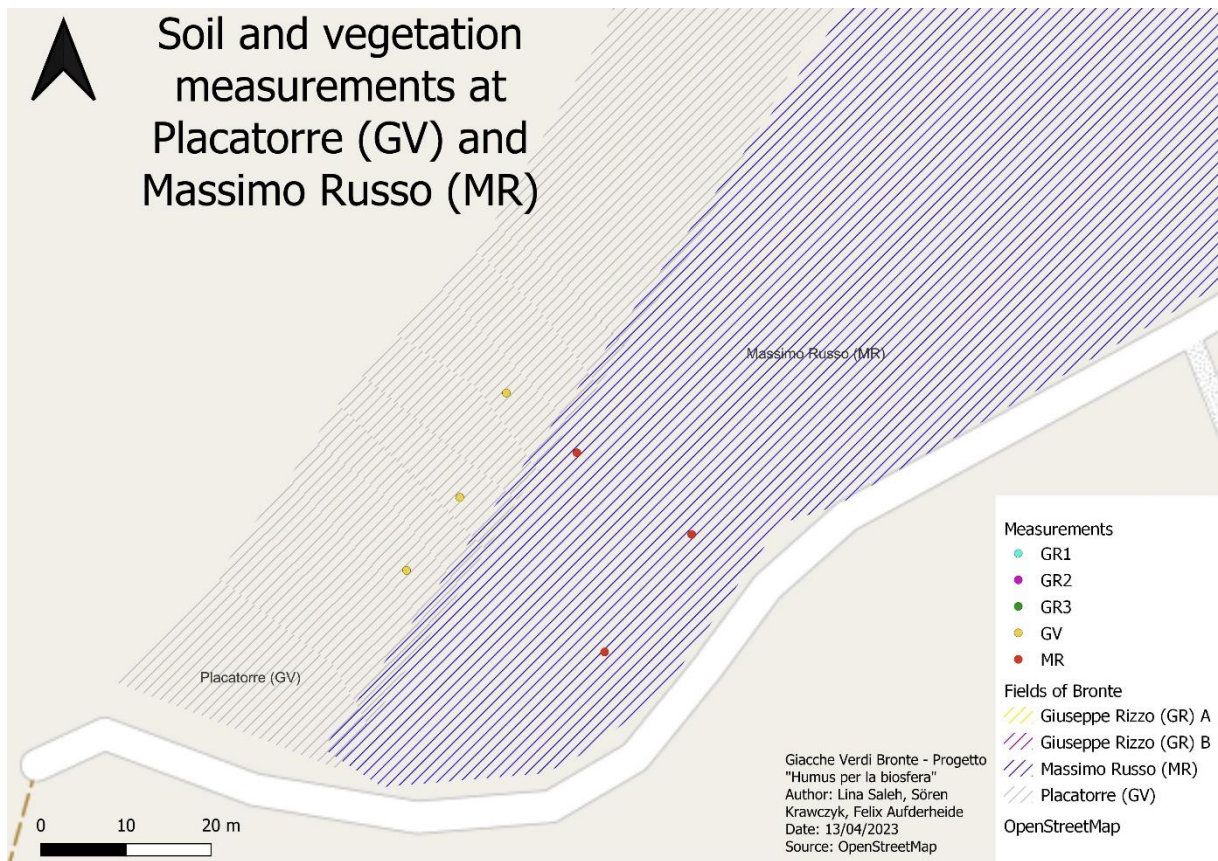 Soil and vegetation
measurements at
Placatorre (GV) and
Massimo Russo (MR)
Massimo Russo (MR)
Placatorre (GV)
Measurements
GR1
GR2
GR3
GV
MR
Fields of Bronte
Giuseppe Rizzo (GR) A
Giuseppe Rizzo (GR) B
Massimo Russo (MR)
Placatorre (GV)
OpenStreetMap
Giacche Verdi Bronte - Progetto
"Humus per la biosfera"
Author: Lina Saleh, Sören
Krawczyk, Felix Aufderheide
Date: 13/04/2023
Source: OpenStreetMap
0 10 20 m